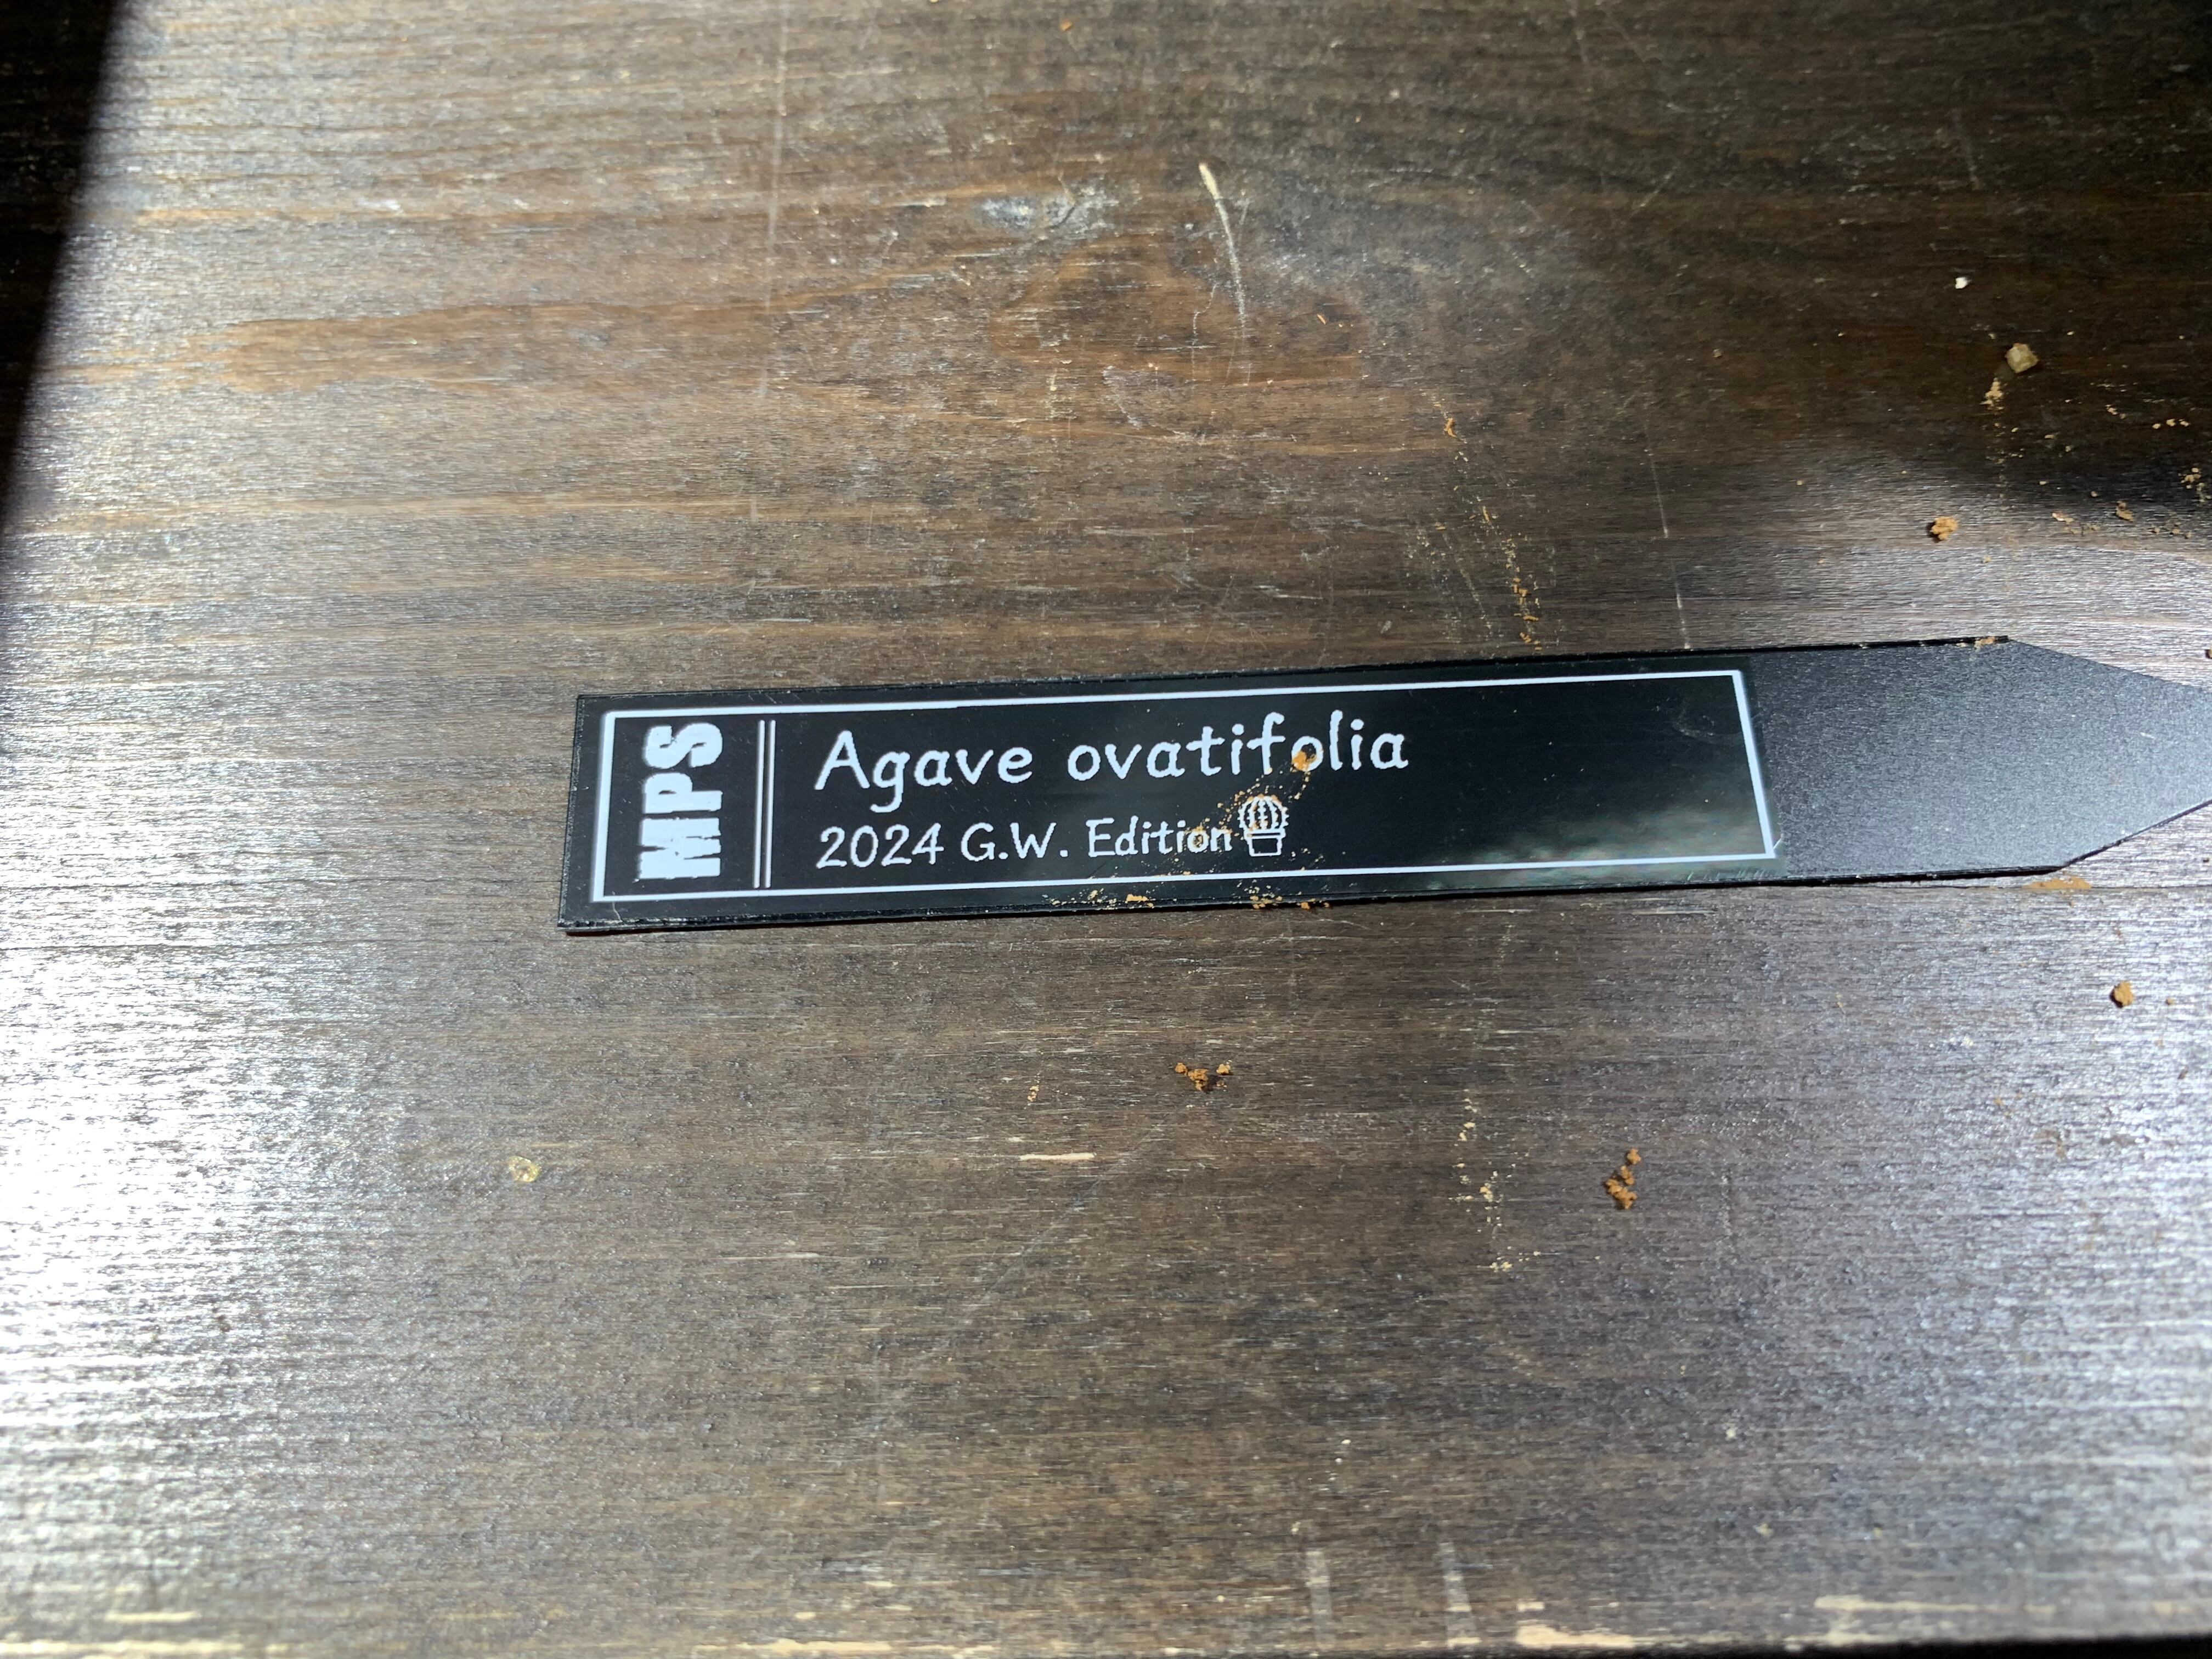 MPS
Agave ovatifolia
2024 G.W. Edition